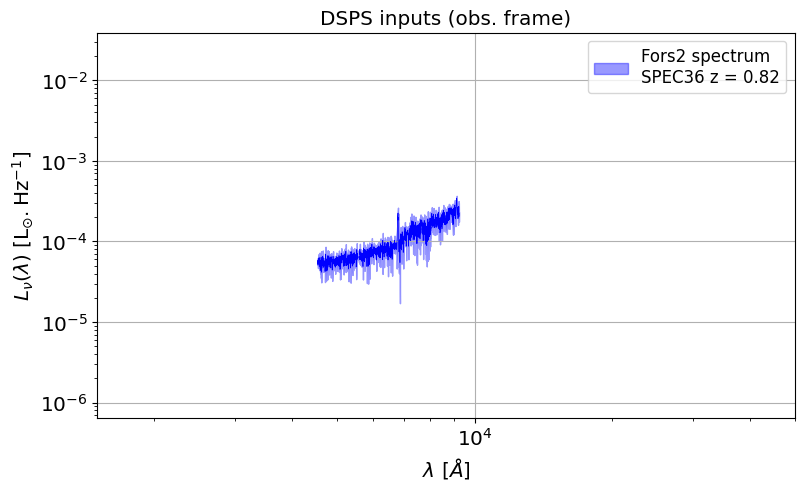 DSPS inputs (obs. frame)
Fors2 spectrum
SPEC36 z = 0.82
10⁻²
10⁻³
10⁻⁴
10⁻⁵
10⁻⁶
L_ν(λ) [L_⊙. Hz⁻¹]
10⁴
λ [Å]